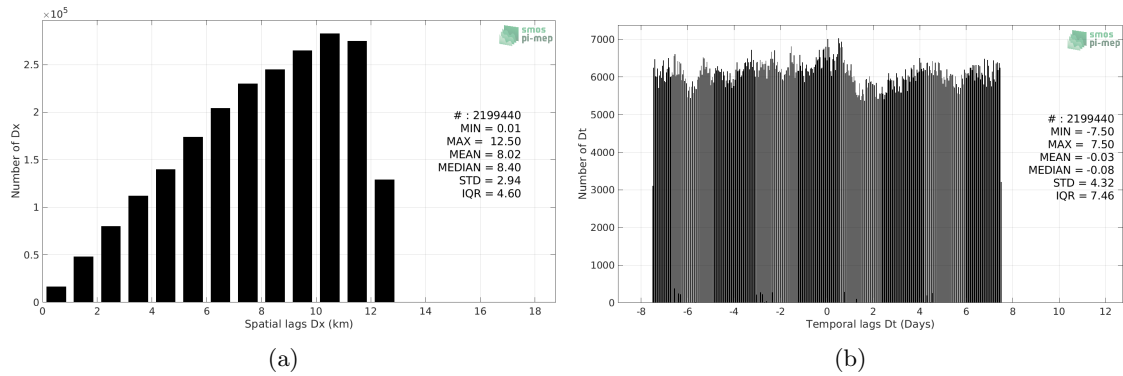 ×10^5
smos
pi-mep
2.5
2
1.5
1
0.5
0
Number of Dx
# : 2199440
MIN = 0.01
MAX = 12.50
MEAN = 8.02
MEDIAN = 8.40
STD = 2.94
IQR = 4.60
0 2 4 6 8 10 12 14 16 18
Spatial lags Dx (km)
(a)
smos
pi-mep
7000
6000
5000
4000
3000
2000
1000
0
Number of Dt
# : 2199440
MIN = -7.50
MAX = 7.50
MEAN = -0.03
MEDIAN = -0.08
STD = 4.32
IQR = 7.46
-8 -6 -4 -2 0 2 4 6 8 10 12
Temporal lags Dt (Days)
(b)